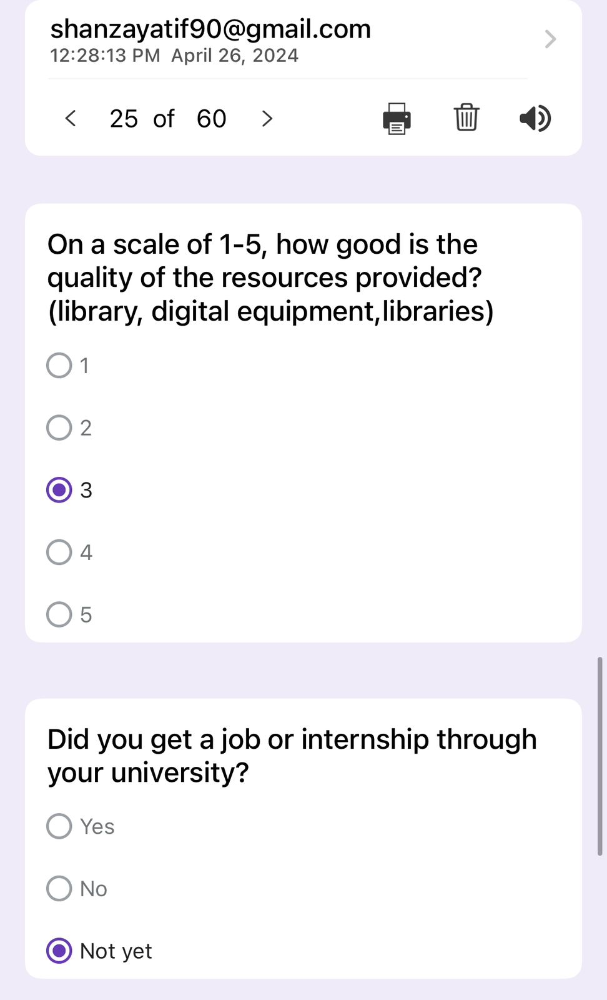 shanzayatif90@gmail.com
12:28:13 PM April 26, 2024
25 of 60
On a scale of 1-5, how good is the
quality of the resources provided?
(library, digital equipment,libraries)
1
2
3
4
5
Did you get a job or internship through
your university?
Yes
No
Not yet